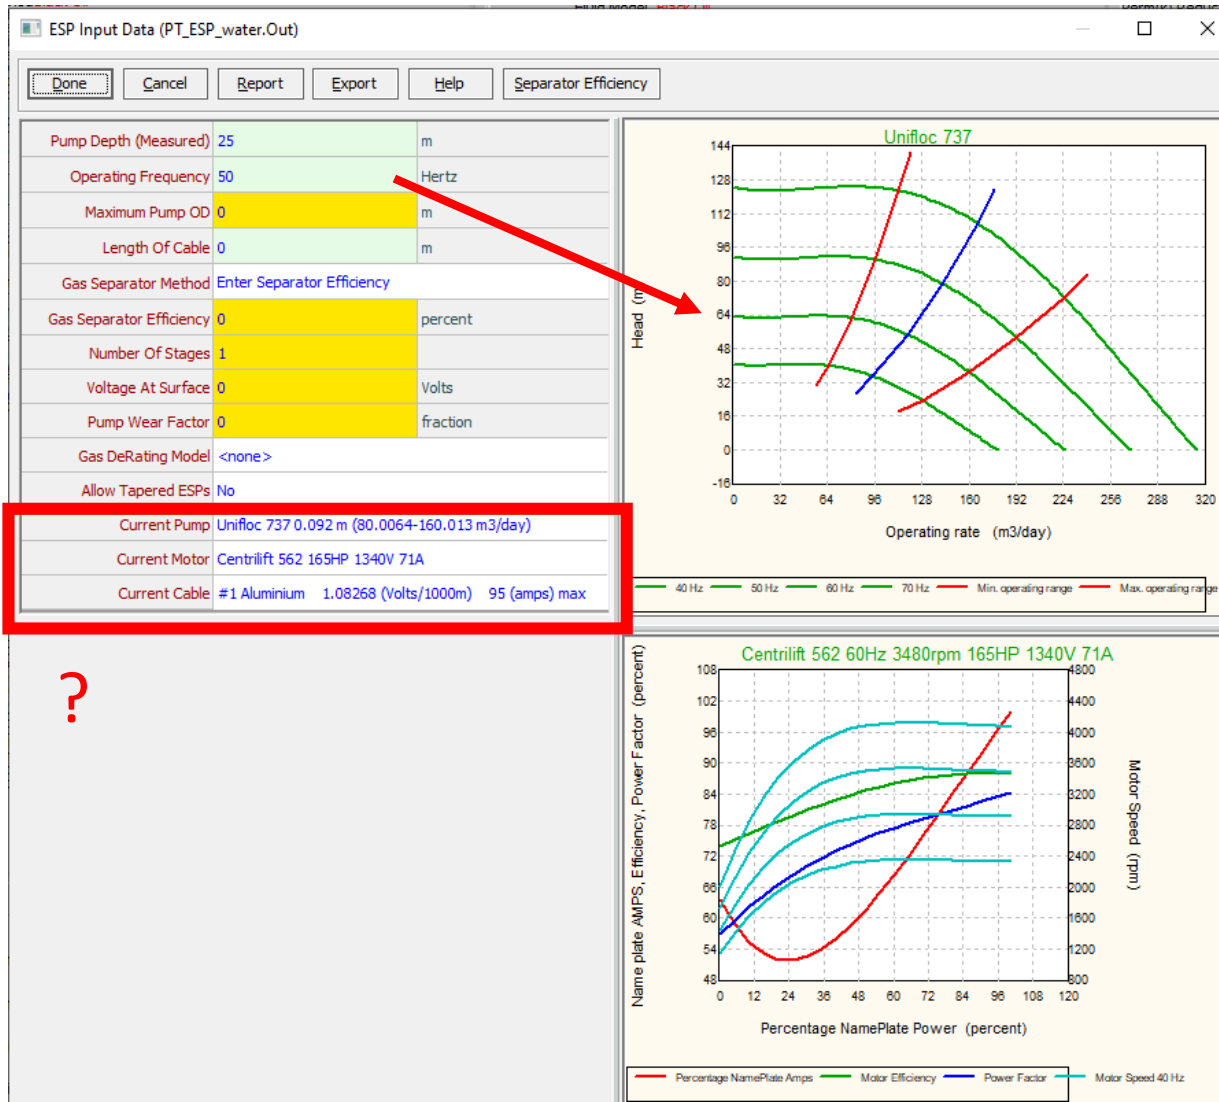 ESP Input Data (PT_ESP_water.Out)
Done Cancel Report Export Help Separator Efficiency
Pump Depth (Measured) 25 m
Operating Frequency 50 Hertz
Maximum Pump OD 0 m
Length Of Cable 0 m
Gas Separator Method Enter Separator Efficiency
Gas Separator Efficiency 0 percent
Number Of Stages 1
Voltage At Surface 0 Volts
Pump Wear Factor 0 fraction
Gas DeRating Model <none>
Allow Tapered ESPs No
Current Pump Unifloc 737 0.092 m (80.0064-160.013 m3/day)
Current Motor Centrilift 562 165HP 1340V 71A
Current Cable #1 Aluminium 1.08268 (Volts/1000m) 95 (amps) max
?
Unifloc 737
144
128
112
96
80
64
48
32
16
0
-16
Head (m
0 32 64 96 128 160 192 224 256 288 320
Operating rate (m3/day)
40 Hz 50 Hz 60 Hz 70 Hz Min. operating range Max. operating range
Centrilift 562 60Hz 3480rpm 165HP 1340V 71A
Name plate AMPS, Efficiency, Power Factor (percent)
108
102
96
90
84
78
72
66
60
54
48
4800
4400
4000
3600
3200
2800
2400
2000
1600
1200
800
Motor Speed (rpm)
0 12 24 36 48 60 72 84 96 108 120
Percentage NamePlate Power (percent)
Percentage NamePlate Amps Motor Efficiency Power Factor Motor Speed 40 Hz